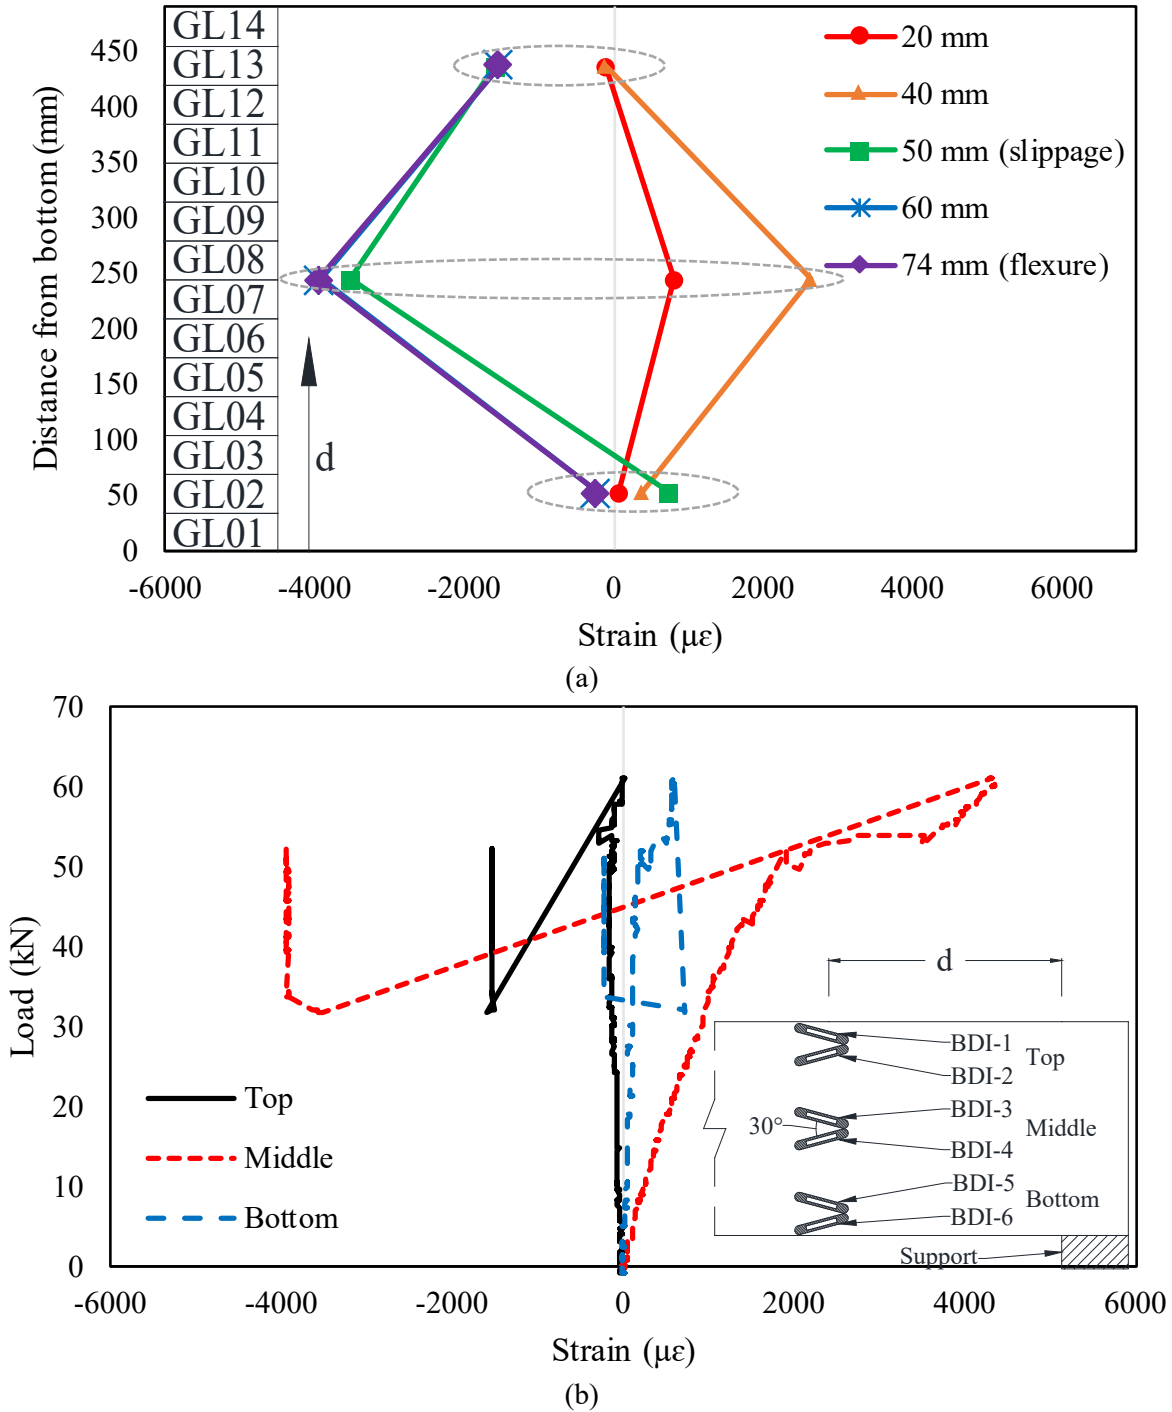 GL14
GL13
GL12
GL11
GL10
GL09
GL08
GL07
GL06
GL05
GL04
GL03
GL02
GL01
450
400
350
300
250
200
150
100
50
0
Distance from bottom (mm)
d
20 mm
40 mm
50 mm (slippage)
60 mm
74 mm (flexure)
-6000 -4000 -2000 0 2000 4000 6000
Strain (με)
(a)
70
60
50
40
30
20
10
0
Load (kN)
Top
Middle
Bottom
d
BDI-1
BDI-2
Top
BDI-3
BDI-4
Middle
30°
BDI-5
BDI-6
Bottom
Support
-6000 -4000 -2000 0 2000 4000 6000
Strain (με)
(b)